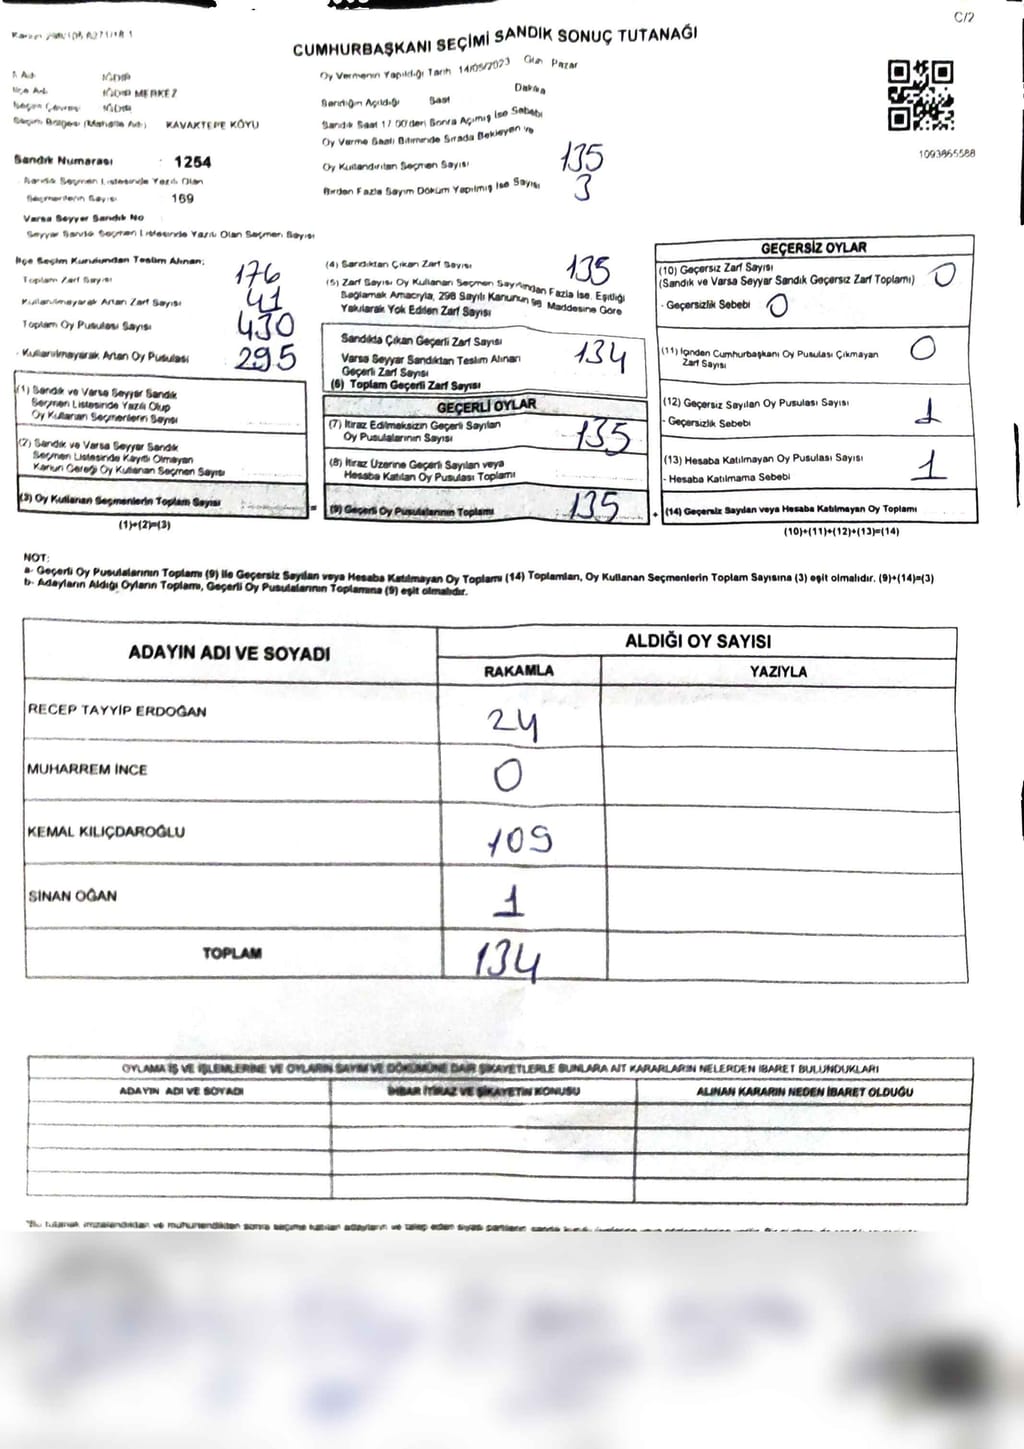 C/2
CUMHURBAŞKANI SEÇİMİ SANDIK SONUÇ TUTANAĞI
Oy Vermenin Yapıldığı Tarih 14/05/2023 Gün Pazar
İl Adı IĞDIR
İlçe Adı IĞDIR MERKEZ
Seçim Çevresi IĞDIR
Seçim Bölgesi (Mahalle Adı) KAVAKTEPE KÖYU
Sandığın Açıldığı Saat Dakika
Sandık Saat 17.00'den Sonra Açılmış İse Sebebi
Oy Verme Saati Bitiminde Sırada Bekleyen ve
Oy Kullandırılan Seçmen Sayısı 135
Birden Fazla Sayım Döküm Yapılmış İse Sayısı 3
1093865588
Sandık Numarası : 1254
Sandık Seçmen Listesinde Yazılı Olan
Seçmenlerin Sayısı 169
Varsa Seyyar Sandık No
Seyyar Sandık Seçmen Listesinde Yazılı Olan Seçmen Sayısı
İlçe Seçim Kurulundan Teslim Alınan;
Toplam Zarf Sayısı 176
Kullanılmayarak Artan Zarf Sayısı 41
Toplam Oy Pusulası Sayısı 430
- Kullanılmayarak Artan Oy Pusulası 295
(1) Sandık ve Varsa Seyyar Sandık
Seçmen Listesinde Yazılı Olup
Oy Kullanan Seçmenlerin Sayısı
(2) Sandık ve Varsa Seyyar Sandık
Seçmen Listesinde Kayıtlı Olmayan
Kanun Gereği Oy Kullanan Seçmen Sayısı
(3) Oy Kullanan Seçmenlerin Toplam Sayısı
(1)+(2)=(3)
=
(4) Sandıktan Çıkan Zarf Sayısı 135
(5) Zarf Sayısı Oy Kullanan Seçmen Sayısından Fazla İse, Eşitliği
Sağlamak Amacıyla, 298 Sayılı Kanunun 98. Maddesine Göre
Yakılarak Yok Edilen Zarf Sayısı
Sandıkda Çıkan Geçerli Zarf Sayısı
Varsa Seyyar Sandıktan Teslim Alınan
Geçerli Zarf Sayısı
(6) Toplam Geçerli Zarf Sayısı 134
GEÇERLİ OYLAR
(7) İtiraz Edilmeksizin Geçerli Sayılan
Oy Pusulalarının Sayısı 135
(8) İtiraz Üzerine Geçerli Sayılan veya
Hesaba Katılan Oy Pusulası Toplamı
(9) Geçerli Oy Pusulalarının Toplamı 135
+
GEÇERSİZ OYLAR
(10) Geçersiz Zarf Sayısı 0
(Sandık ve Varsa Seyyar Sandık Geçersiz Zarf Toplamı)
- Geçersizlik Sebebi 0
(11) İçinden Cumhurbaşkanı Oy Pusulası Çıkmayan
Zarf Sayısı 0
(12) Geçersiz Sayılan Oy Pusulası Sayısı 1
- Geçersizlik Sebebi
(13) Hesaba Katılmayan Oy Pusulası Sayısı 1
- Hesaba Katılmama Sebebi
(14) Geçersiz Sayılan veya Hesaba Katılmayan Oy Toplamı
(10)+(11)+(12)+(13)=(14)
NOT:
a- Geçerli Oy Pusulalarının Toplamı (9) ile Geçersiz Sayılan veya Hesaba Katılmayan Oy Toplamı (14) Toplamları, Oy Kullanan Seçmenlerin Toplam Sayısına (3) eşit olmalıdır. (9)+(14)=(3)
b- Adayların Aldığı Oyların Toplamı, Geçerli Oy Pusulalarının Toplamına (9) eşit olmalıdır.
ADAYIN ADI VE SOYADI ALDIĞI OY SAYISI
RAKAMLA YAZIYLA
RECEP TAYYİP ERDOĞAN 24
MUHARREM İNCE 0
KEMAL KILIÇDAROĞLU 109
SİNAN OĞAN 1
TOPLAM 134
OYLAMA İŞ VE İŞLEMLERİNE VE OYLARIN SAYIM VE DÖKÜMÜNE DAİR ŞİKAYETLERLE BUNLARA AİT KARARLARIN NELERDEN İBARET BULUNDUKLARI
ADAYIN ADI VE SOYADI İHBAR İTİRAZ VE ŞİKAYETİN KONUSU ALINAN KARARIN NEDEN İBARET OLDUĞU
"Bu tutanak imzalandıktan ve mühürlendikten sonra seçime katılan adayların ve talep eden siyasi partilerin